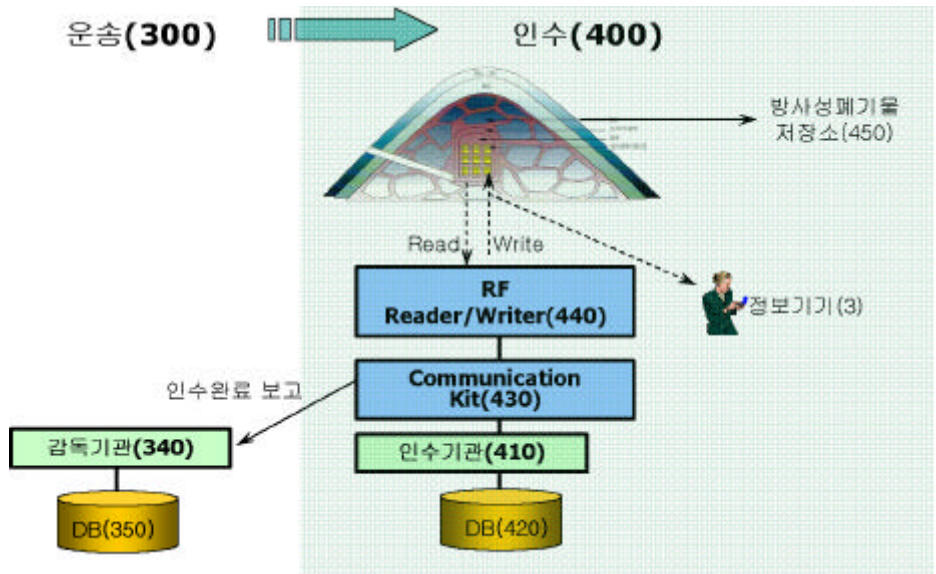 운송(300)
인수(400)
방사성폐기물
저장소(450)
Read
Write
RF
Reader/Writer(440)
정보기기(3)
인수완료 보고
Communication
Kit(430)
감독기관(340)
인수기관(410)
DB(350)
DB(420)